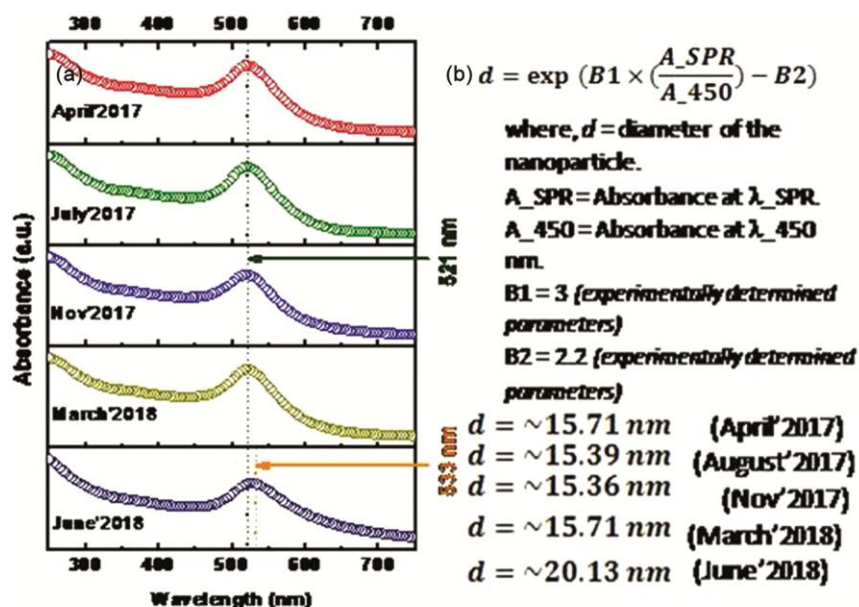 300 400 500 600 700
(a)
April'2017
July'2017
Nov'2017
March'2018
June'2018
Absorbance (a.u.)
300 400 500 600 700
Wavelength (nm)
521 nm
533 nm
(b) d = exp (B1 × (A_SPR/A_450) − B2)
where, d = diameter of the
nanoparticle.
A_SPR = Absorbance at λ_SPR.
A_450 = Absorbance at λ_450
nm.
B1 = 3 (experimentally determined
parameters)
B2 = 2.2 (experimentally determined
parameters)
d = ~15.71 nm (April'2017)
d = ~15.39 nm (August'2017)
d = ~15.36 nm (Nov'2017)
d = ~15.71 nm (March'2018)
d = ~20.13 nm (June'2018)